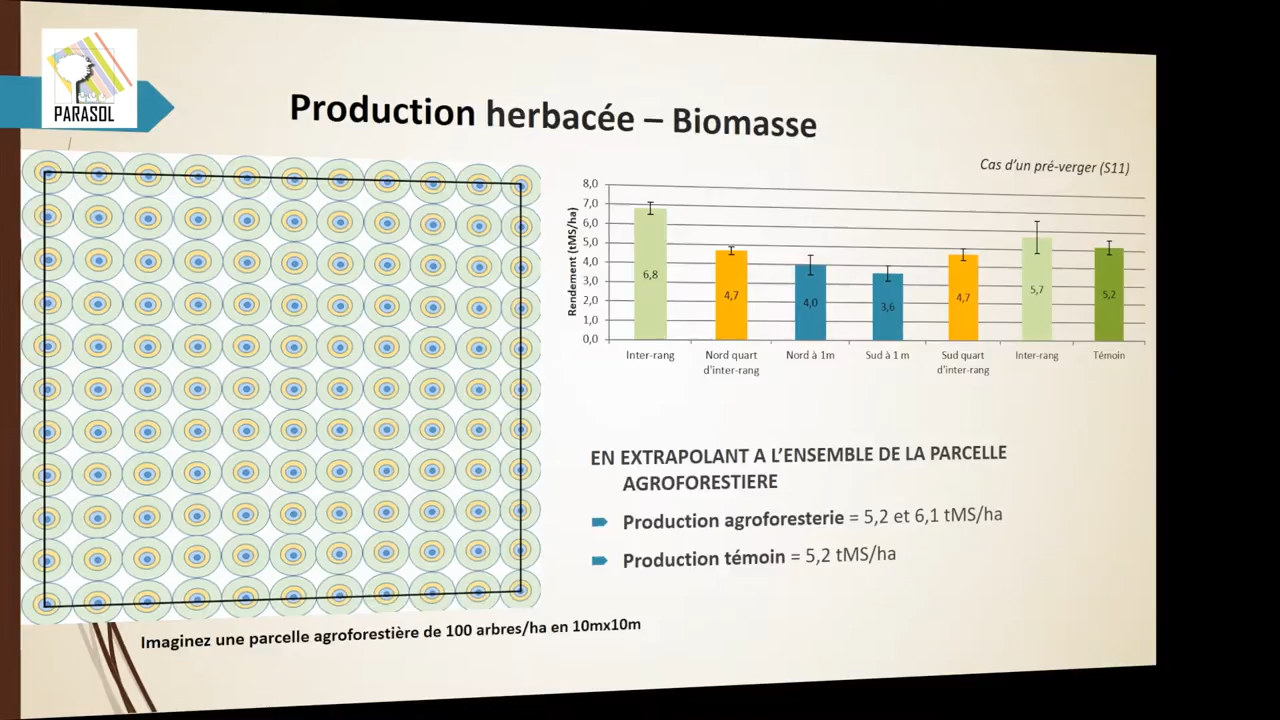 PARASOL
Production herbacée – Biomasse
Cas d'un pré-verger (S11)
Rendement (tMS/ha)
8,0
7,0
6,0
5,0
4,0
3,0
2,0
1,0
0,0
6,8
4,7
4,0
3,6
4,7
5,7
5,2
Inter-rang
Nord quart
d'inter-rang
Nord à 1m
Sud à 1 m
Sud quart
d'inter-rang
Inter-rang
Témoin
EN EXTRAPOLANT A L'ENSEMBLE DE LA PARCELLE
AGROFORESTIERE
Production agroforesterie = 5,2 et 6,1 tMS/ha
Production témoin = 5,2 tMS/ha
Imaginez une parcelle agroforestière de 100 arbres/ha en 10mx10m